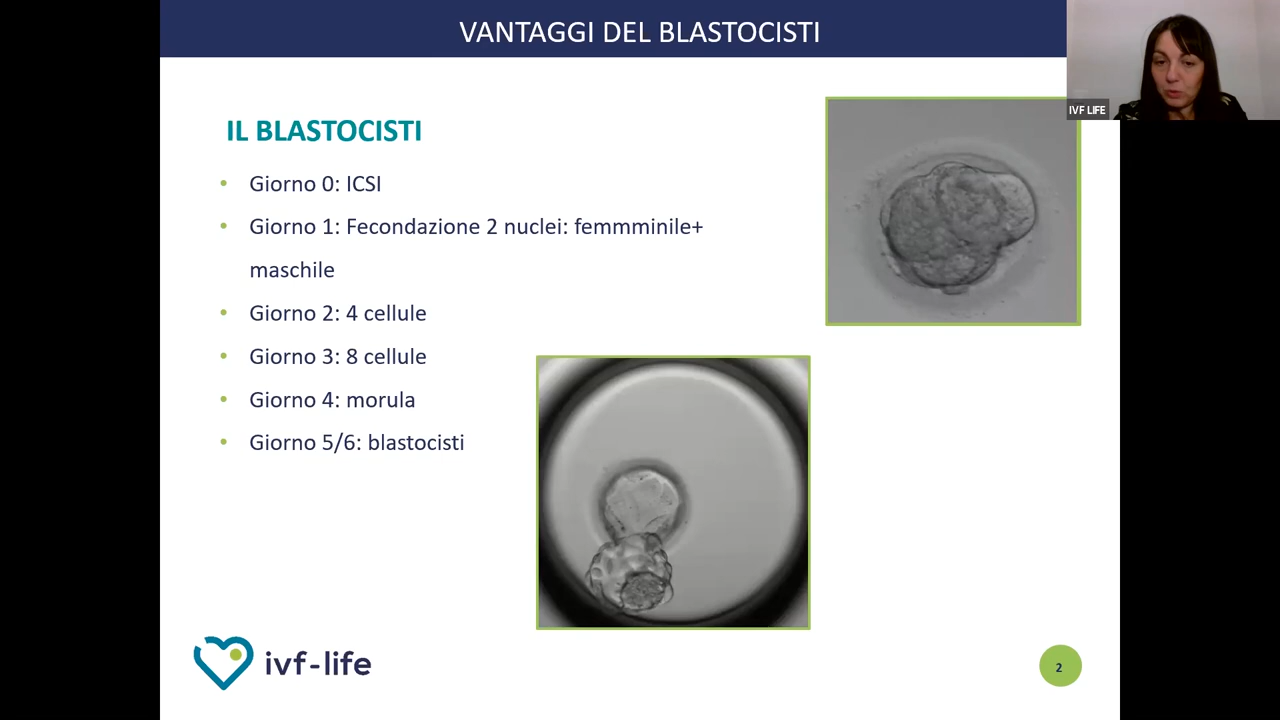 VANTAGGI DEL BLASTOCISTI
IVF LIFE
IL BLASTOCISTI
Giorno 0: ICSI
Giorno 1: Fecondazione 2 nuclei: femmminile+
maschile
Giorno 2: 4 cellule
Giorno 3: 8 cellule
Giorno 4: morula
Giorno 5/6: blastocisti
ivf-life
2